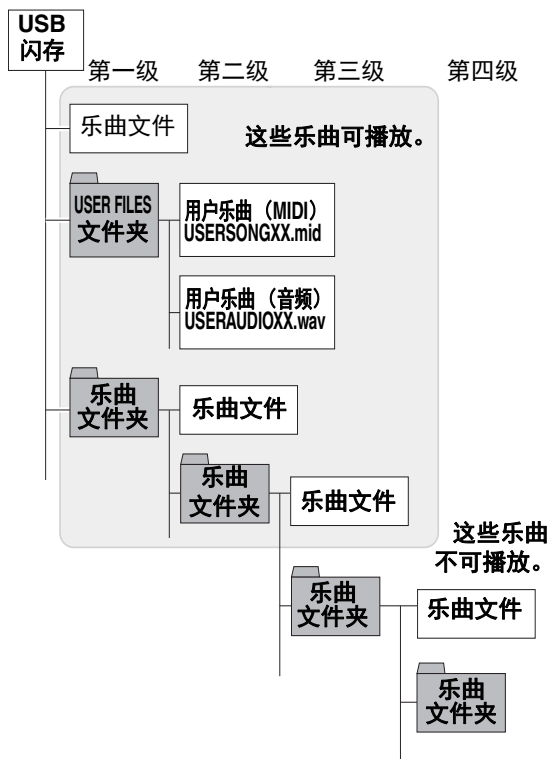 USB
闪存
第一级
第二级
第三级
第四级
乐曲文件
这些乐曲可播放。
USER FILES
文件夹
用户乐曲（MIDI）
USERSONGXX.mid
用户乐曲（音频）
USERAUDIOXX.wav
乐曲
文件夹
乐曲文件
乐曲
文件夹
乐曲文件
这些乐曲
不可播放。
乐曲
文件夹
乐曲文件
乐曲
文件夹